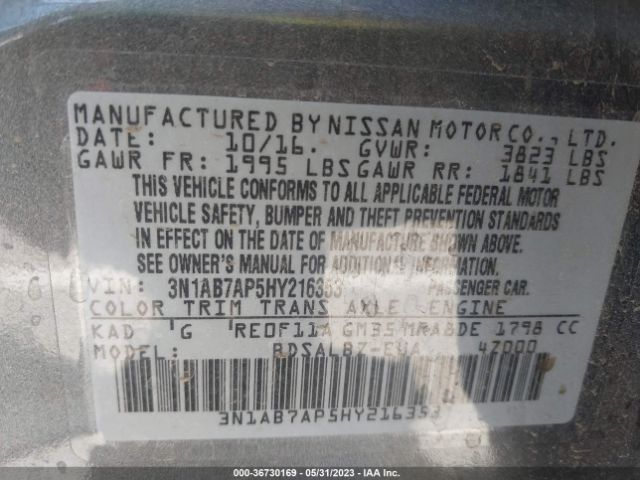 MANUFACTURED BY NISSAN MOTOR CO., LTD.
DATE: 10/16. GVWR: 3823 LBS
GAWR FR: 1995 LBS GAWR RR: 1841 LBS
THIS VEHICLE CONFORMS TO ALL APPLICABLE FEDERAL MOTOR
VEHICLE SAFETY, BUMPER AND THEFT PREVENTION STANDARDS
IN EFFECT ON THE DATE OF MANUFACTURE SHOWN ABOVE.
SEE OWNER'S MANUAL FOR ADDITIONAL INFORMATION.
VIN: 3N1AB7AP5HY216353 PASSENGER CAR.
COLOR TRIM TRANS AXLE ENGINE
KAD G RE0F11A GM35 MRA8DE 1798 CC
MODEL: BDSALBZ-EUA 47000
3N1AB7AP5HY216353
000-36730169 - 05/31/2023 - IAA Inc.